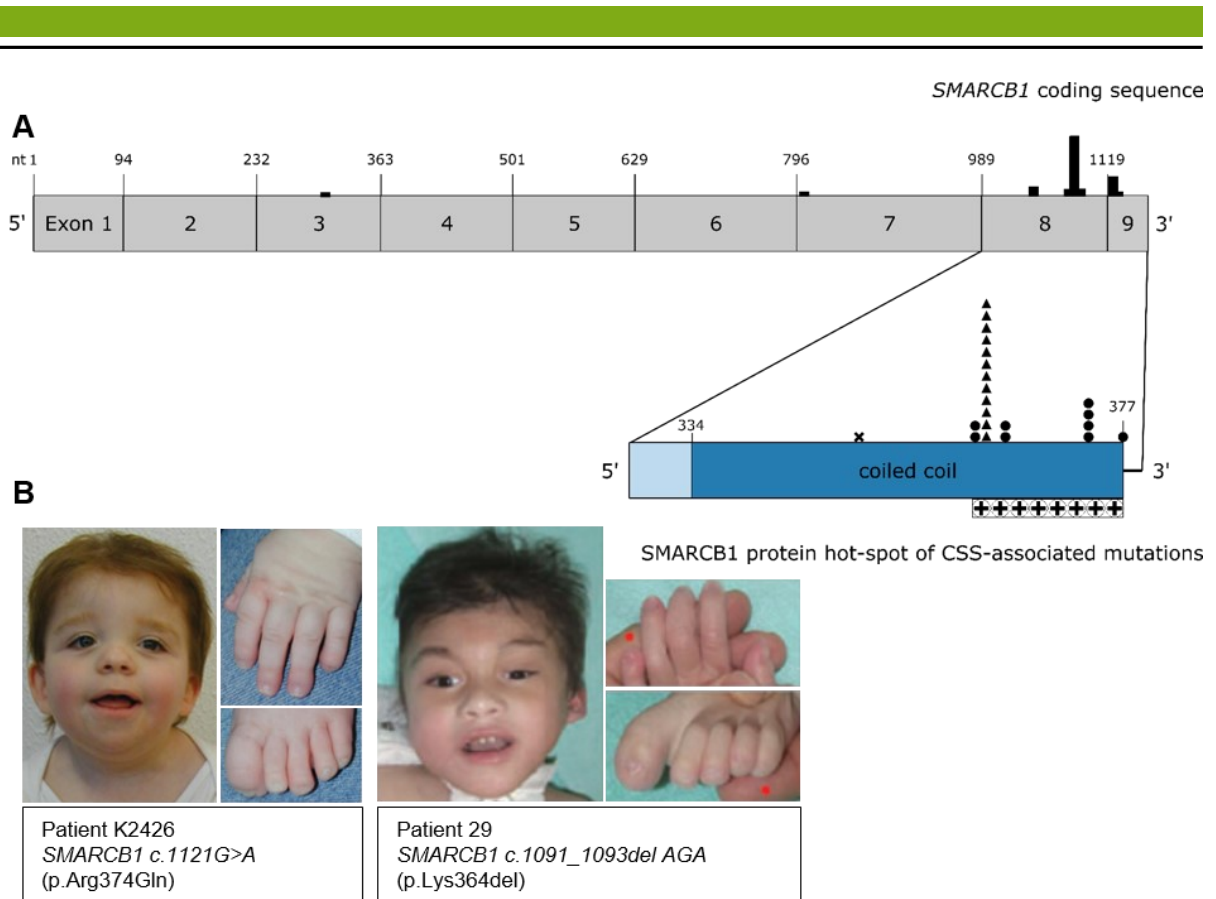 SMARCB1 coding sequence
A
nt 1 94 232 363 501 629 796 989 1119
5' Exon 1 2 3 4 5 6 7 8 9 3'
334 377
5' coiled coil 3'
B
SMARCB1 protein hot-spot of CSS-associated mutations
Patient K2426
SMARCB1 c.1121G>A
(p.Arg374Gln)
Patient 29
SMARCB1 c.1091_1093del AGA
(p.Lys364del)